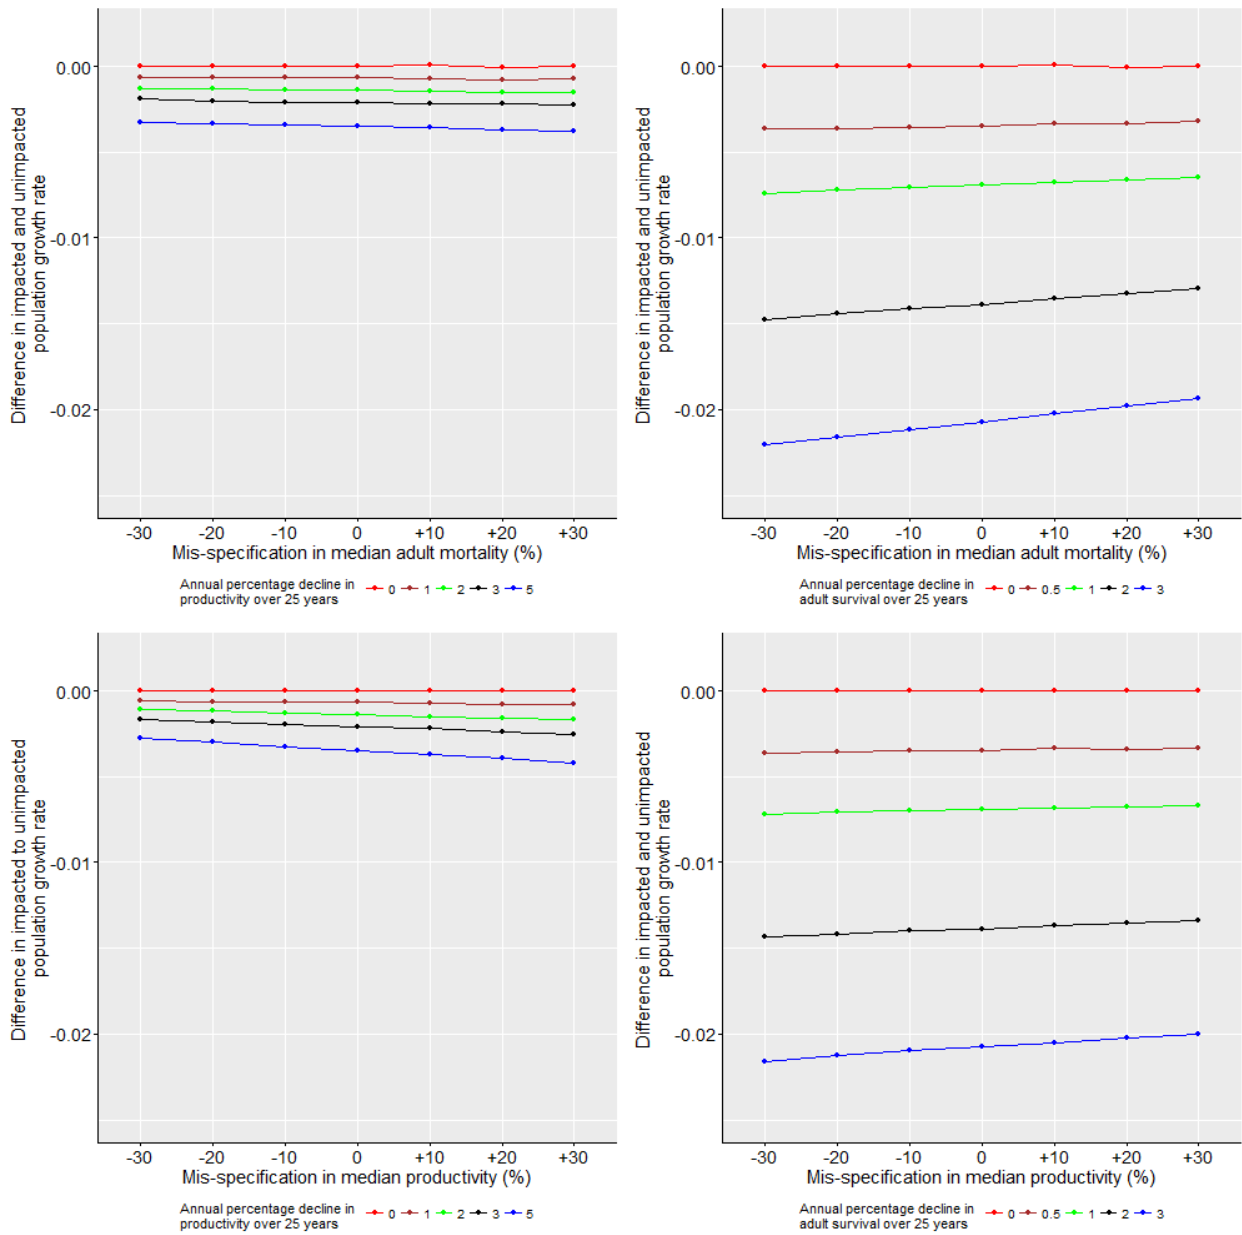 Difference in impacted and unimpacted
population growth rate
0.00
-0.01
-0.02
-30 -20 -10 0 +10 +20 +30
Mis-specification in median adult mortality (%)
Annual percentage decline in
productivity over 25 years
0 1 2 3 5
Difference in impacted and unimpacted
population growth rate
0.00
-0.01
-0.02
-30 -20 -10 0 +10 +20 +30
Mis-specification in median adult mortality (%)
Annual percentage decline in
adult survival over 25 years
0 0.5 1 2 3
Difference in impacted to unimpacted
population growth rate
0.00
-0.01
-0.02
-30 -20 -10 0 +10 +20 +30
Mis-specification in median productivity (%)
Annual percentage decline in
productivity over 25 years
0 1 2 3 5
Difference in impacted and unimpacted
population growth rate
0.00
-0.01
-0.02
-30 -20 -10 0 +10 +20 +30
Mis-specification in median productivity (%)
Annual percentage decline in
adult survival over 25 years
0 0.5 1 2 3